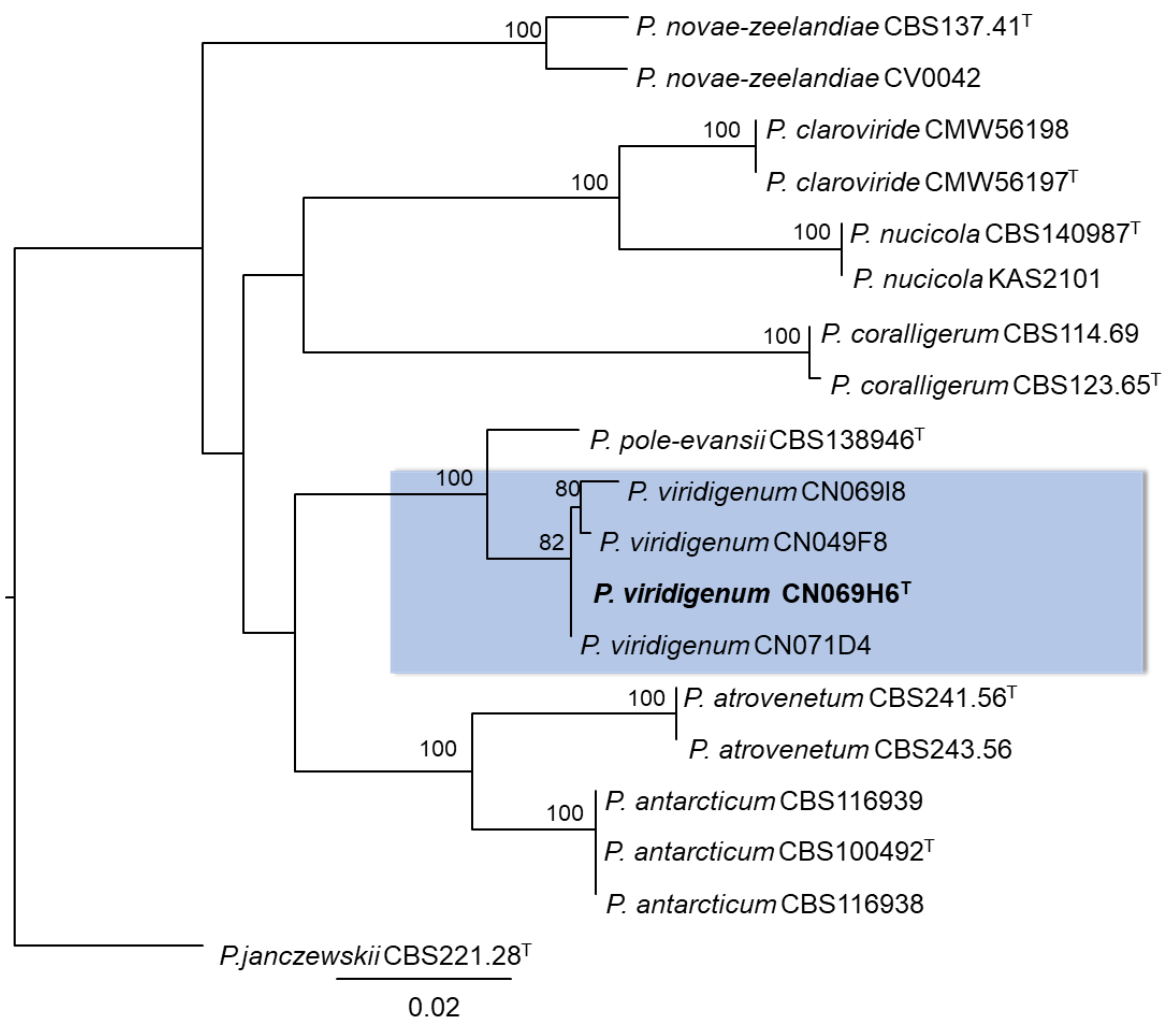 100
P. novae-zeelandiae CBS137.41ᵀ
P. novae-zeelandiae CV0042
100
P. claroviride CMW56198
100
P. claroviride CMW56197ᵀ
100
P. nucicola CBS140987ᵀ
P. nucicola KAS2101
100
P. coralligerum CBS114.69
P. coralligerum CBS123.65ᵀ
P. pole-evansii CBS138946ᵀ
100
80
P. viridigenum CN069I8
82
P. viridigenum CN049F8
P. viridigenum CN069H6ᵀ
P. viridigenum CN071D4
100
P. atrovenetum CBS241.56ᵀ
100
P. atrovenetum CBS243.56
P. antarcticum CBS116939
100
P. antarcticum CBS100492ᵀ
P. antarcticum CBS116938
P.janczewskii CBS221.28ᵀ
0.02